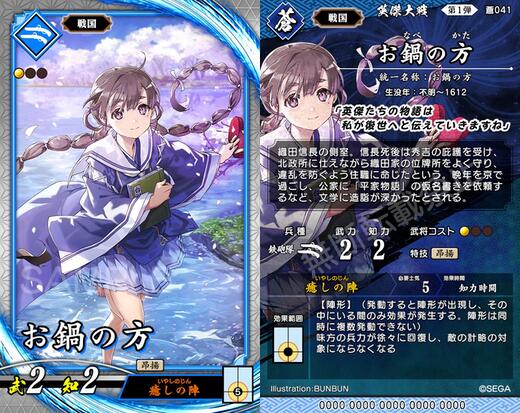 戦国
お鍋の方
昂揚
武2 知2
いやしのじん
癒しの陣
6
蒼
戦国
英傑大戦
第1弾
蒼041
なべ かた
お鍋の方
統一名称:お鍋の方
生没年:不明~1612
「英傑たちの物語は
私が後世へと伝えていきますね」
織田信長の側室。信長死後は秀吉の庇護を受け、
北政所に仕えながら織田家の位牌所をよく守り、
違乱を防ぐよう住職に命じたという。晩年を京で
過ごし、公家に「平家物語」の仮名書きを依頼す
るなど、文学に造詣が深かったとされる。
兵種 武力 知力 武将コスト
鉄砲隊 2 2 特技 昂揚
いやしのじん 必要士気 効果時間
癒しの陣 5 知力時間
効果範囲
【陣形】(発動すると陣形が出現し、その
中にいる間のみ効果が発生する。陣形は同
時に複数発動できない)
味方の兵力が徐々に回復し、敵の計略の対
象にならなくなる
Illustration:BUNBUN
©SEGA
0000 0000 0000 0000 0000